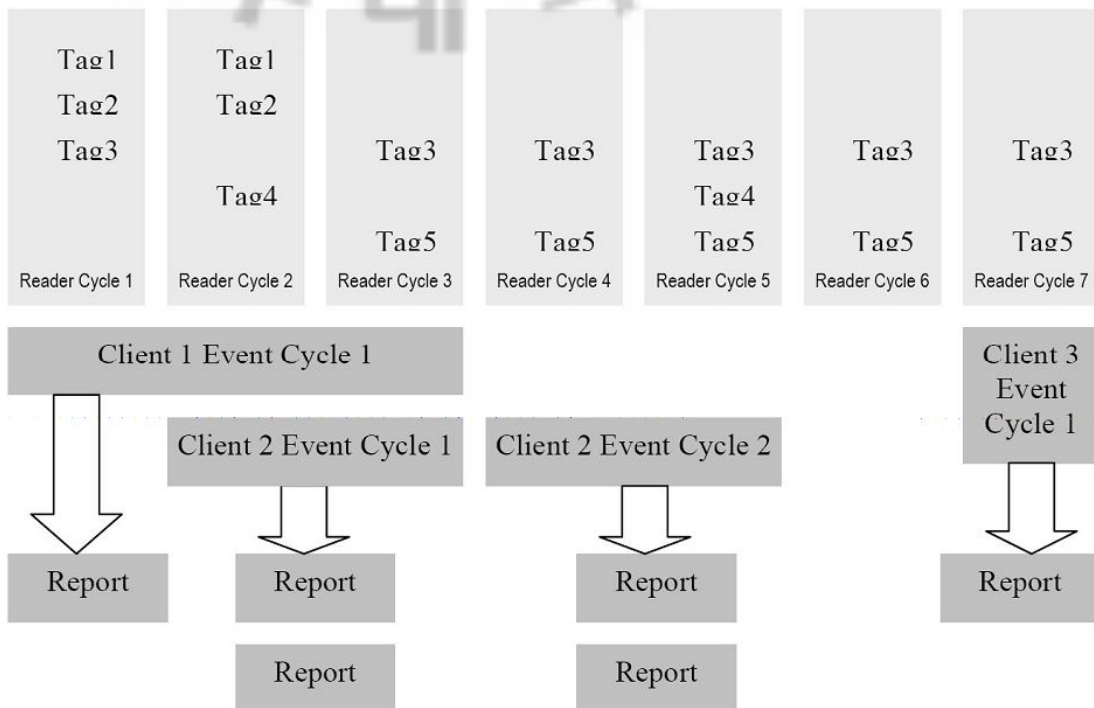 Tag1 Tag1
Tag2 Tag2
Tag3 Tag3 Tag3 Tag3 Tag3 Tag3
Tag4 Tag4
Tag5 Tag5 Tag5 Tag5 Tag5
Reader Cycle 1 Reader Cycle 2 Reader Cycle 3 Reader Cycle 4 Reader Cycle 5 Reader Cycle 6 Reader Cycle 7
Client 1 Event Cycle 1
Client 3
Event
Cycle 1
Client 2 Event Cycle 1 Client 2 Event Cycle 2
Report Report Report Report
Report Report